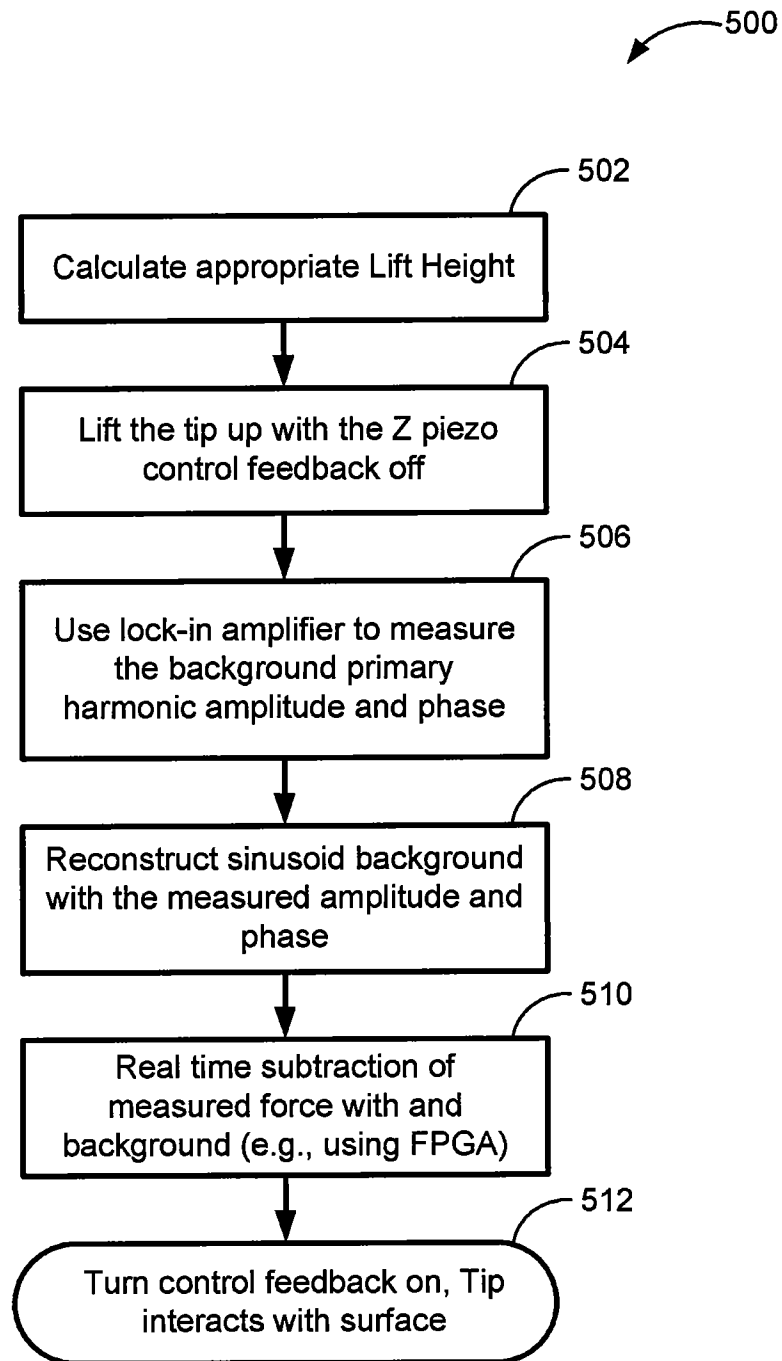 500
502
Calculate appropriate Lift Height
504
Lift the tip up with the Z piezo
control feedback off
506
Use lock-in amplifier to measure
the background primary
harmonic amplitude and phase
508
Reconstruct sinusoid background
with the measured amplitude and
phase
510
Real time subtraction of
measured force with and
background (e.g., using FPGA)
512
Turn control feedback on, Tip
interacts with surface